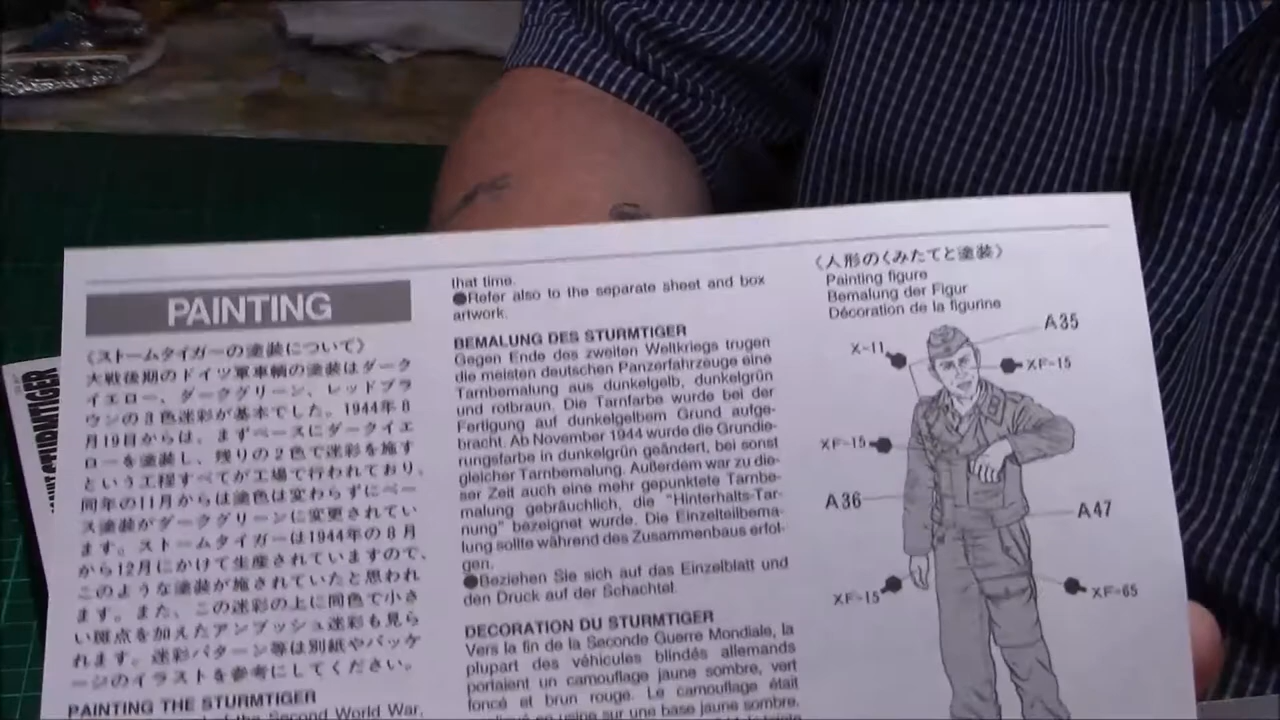 PAINTING
〈ストームタイガーの塗装について〉
大戦後期のドイツ軍車輌の塗装はダーク
イエロー、ダークグリーン、レッドブラ
ウンの3色迷彩が基本でした。1944年8
月19日からは、まずベースにダークイエ
ローを塗装し、残りの2色で迷彩を施す
という工程すべてが工場で行われており、
同年の11月からは塗色は変わらずにベー
ス塗装がダークグリーンに変更されてい
ます。ストームタイガーは1944年の8月
から12月にかけて生産されていますので、
このような塗装が施されていたと思われ
ます。また、この迷彩の上に同色で小さ
い斑点を加えたアンブッシュ迷彩も見ら
れます。迷彩パターン等は別紙やパッケ
ージのイラストを参考にしてください。
PAINTING THE STURMTIGER
of the Second World War,
that time.
●Refer also to the separate sheet and box
artwork.
BEMALUNG DES STURMTIGER
Gegen Ende des zweiten Weltkriegs trugen
die meisten deutschen Panzerfahrzeuge eine
Tarnbemalung aus dunkelgelb, dunkelgrün
und rotbraun. Die Tarnfarbe wurde bei der
Fertigung auf dunkelgelbem Grund aufge-
bracht. Ab November 1944 wurde die Grundie-
rungsfarbe in dunkelgrün geändert, bei sonst
gleicher Tarnbemalung. Außerdem war zu die-
ser Zeit auch eine mehr gepunktete Tarnbe-
malung gebräuchlich, die "Hinterhalts-Tar-
nung" bezeignet wurde. Die Einzelteilbema-
lung sollte während des Zusammenbaus erfol-
gen.
●Beziehen Sie sich auf das Einzelblatt und
den Druck auf der Schachtel.
DECORATION DU STURMTIGER
Vers la fin de la Seconde Guerre Mondiale, la
plupart des véhicules blindés allemands
portaient un camouflage jaune sombre, vert
foncé et brun rouge. Le camouflage était
en usine sur une base jaune sombre.
〈人形のくみたてと塗装〉
Painting figure
Bemalung der Figur
Décoration de la figurine
A35
X-11
XF-15
XF-15
A36
A47
XF-15
XF-65
STURMTIGER